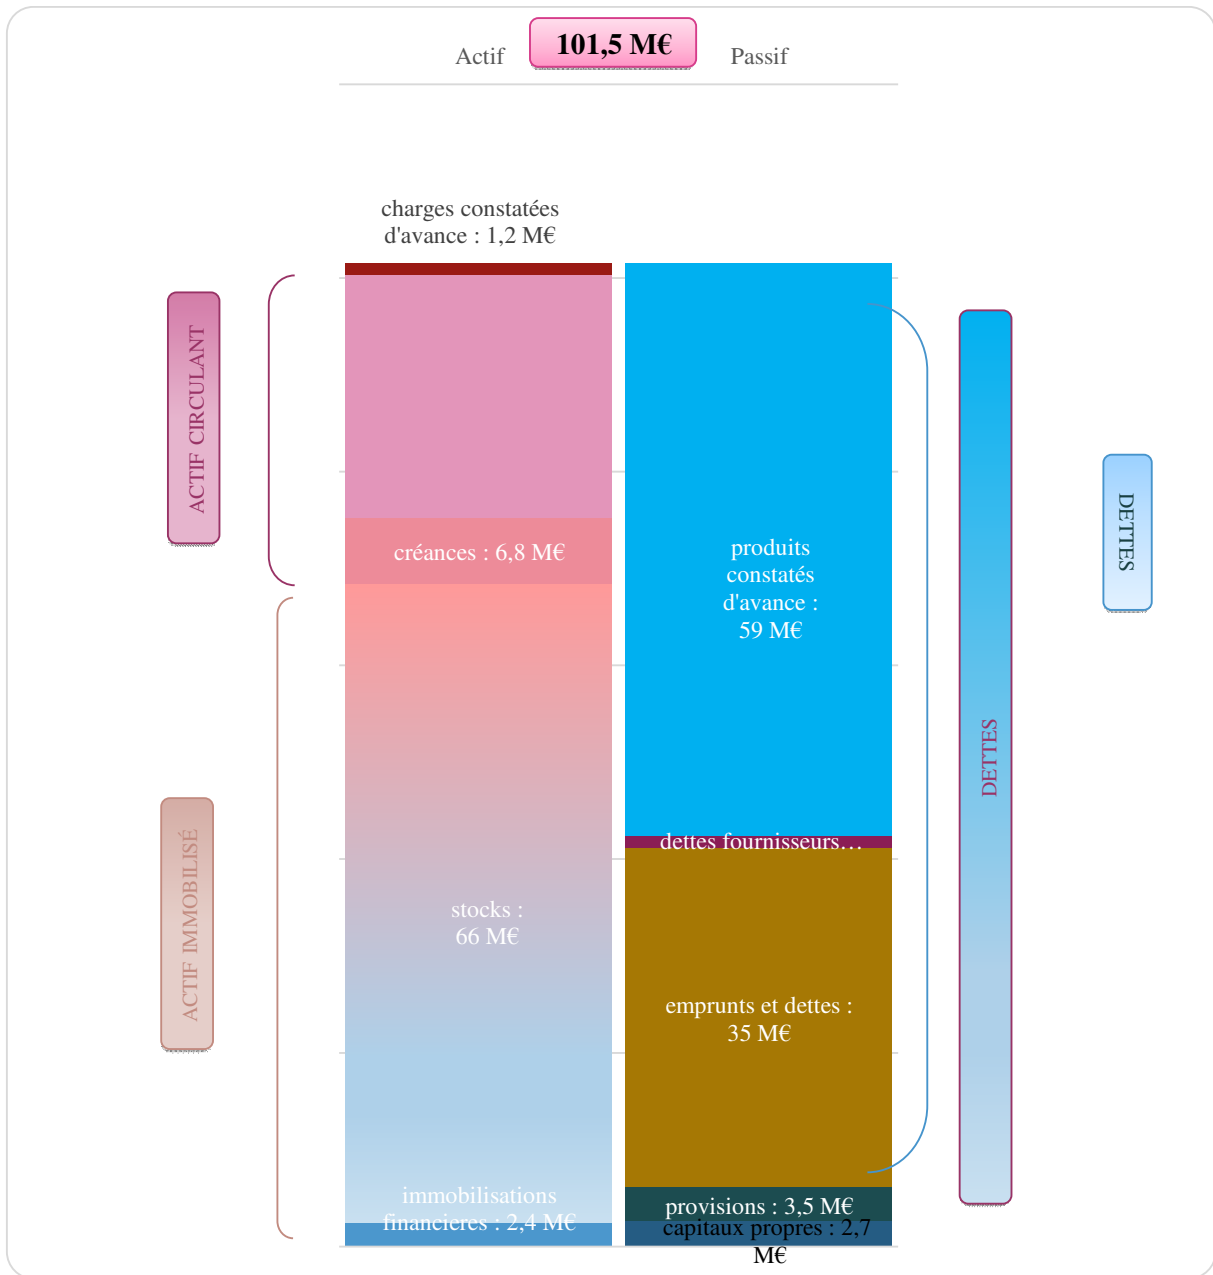 Actif
101,5 M€
Passif
charges constatées
d'avance : 1,2 M€
ACTIF CIRCULANT
créances : 6,8 M€
produits
constatés
d'avance :
59 M€
DETTES
DETTES
dettes fournisseurs…
ACTIF IMMOBILISÉ
stocks :
66 M€
emprunts et dettes :
35 M€
immobilisations
financieres : 2,4 M€
provisions : 3,5 M€
capitaux propres : 2,7
M€